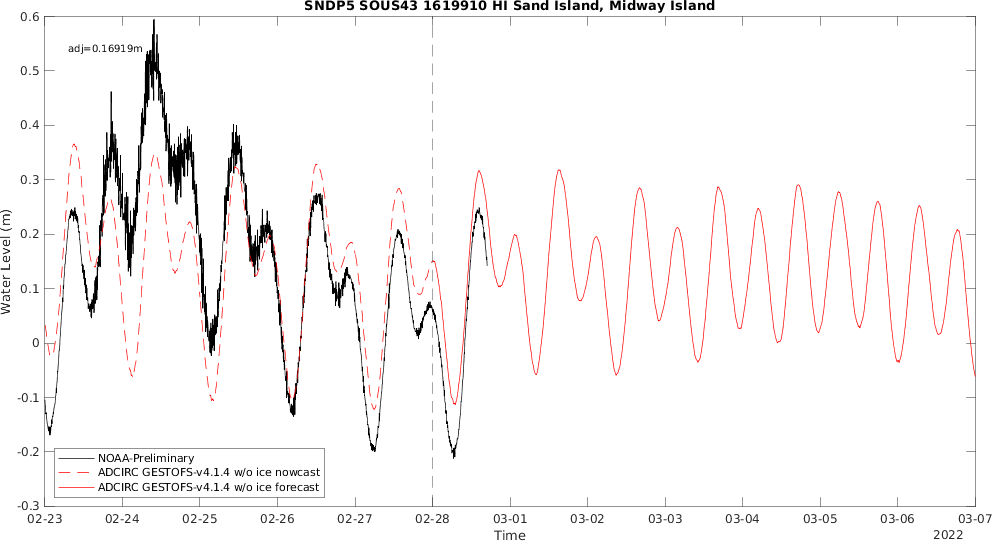 SNDP5 SOUS43 1619910 HI Sand Island, Midway Island
adj=0.16919m
Water Level (m)
0.6
0.5
0.4
0.3
0.2
0.1
0
-0.1
-0.2
-0.3
NOAA-Preliminary
ADCIRC GESTOFS-v4.1.4 w/o ice nowcast
ADCIRC GESTOFS-v4.1.4 w/o ice forecast
02-23 02-24 02-25 02-26 02-27 02-28 03-01 03-02 03-03 03-04 03-05 03-06 03-07
Time
2022